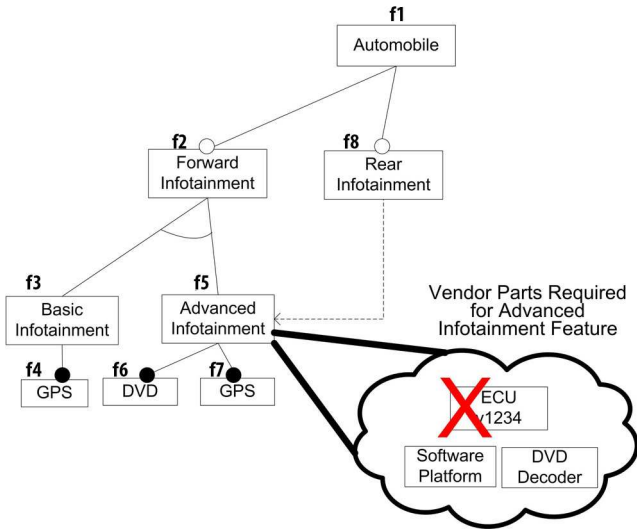 f1
Automobile
f2
Forward
Infotainment
f8
Rear
Infotainment
f3
Basic
Infotainment
f5
Advanced
Infotainment
f4
GPS
f6
DVD
f7
GPS
Vendor Parts Required
for Advanced
Infotainment Feature
ECU
v1234
Software
Platform
DVD
Decoder